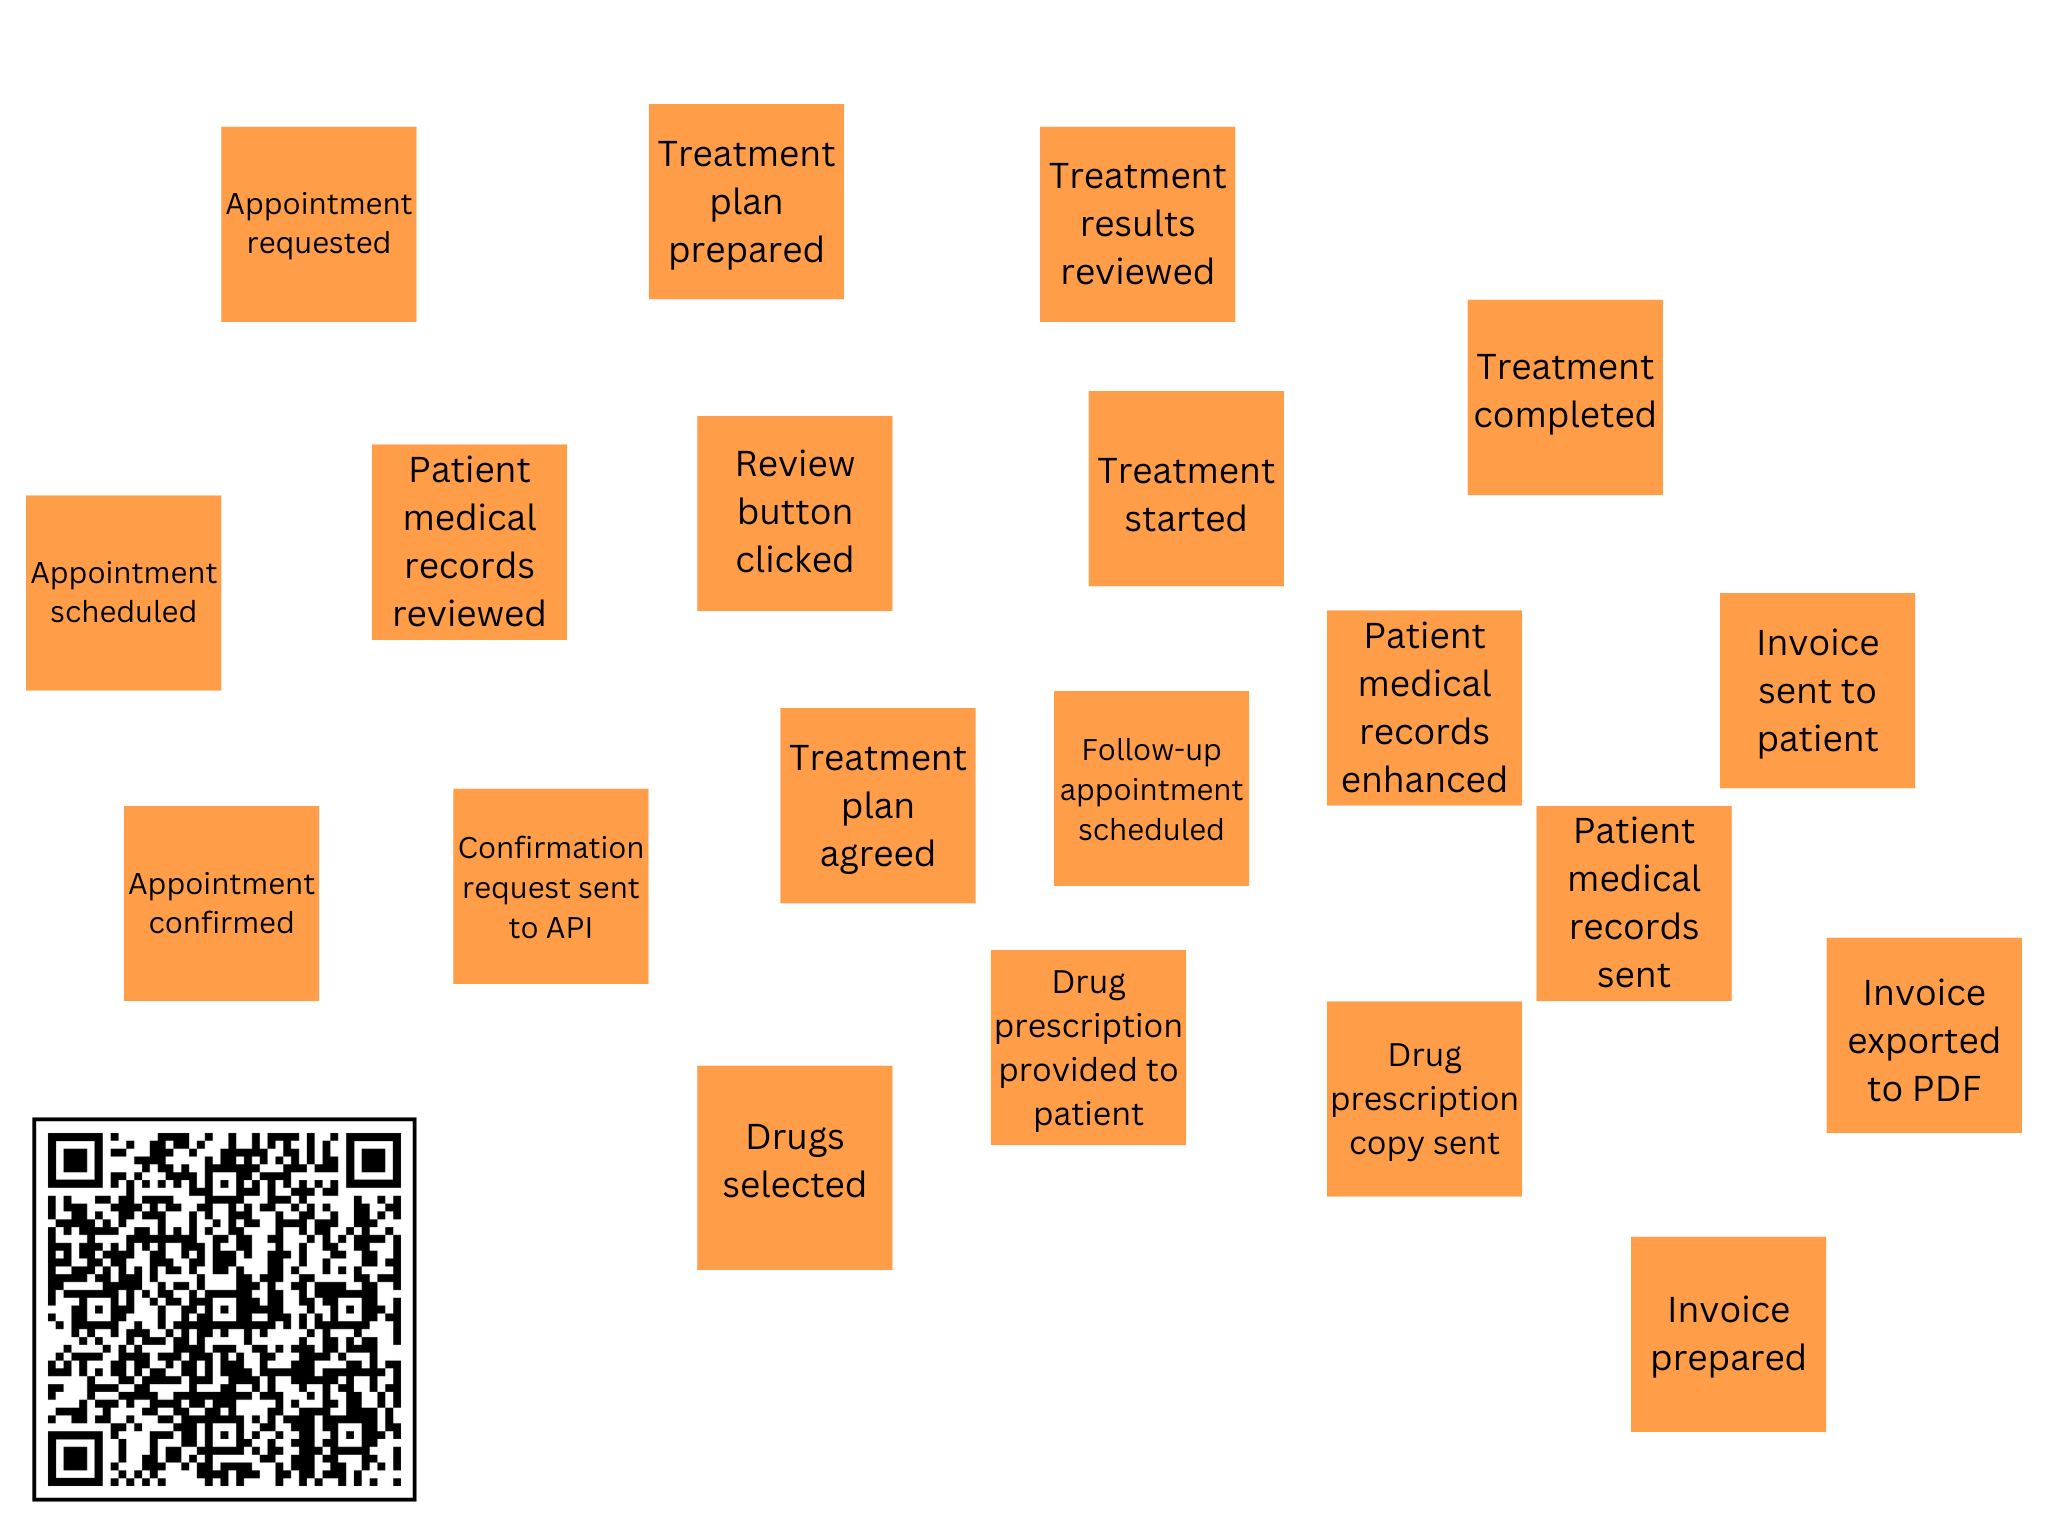 Appointment
requested
Treatment
plan
prepared
Treatment
results
reviewed
Treatment
completed
Appointment
scheduled
Patient
medical
records
reviewed
Review
button
clicked
Treatment
started
Patient
medical
records
enhanced
Invoice
sent to
patient
Appointment
confirmed
Confirmation
request sent
to API
Treatment
plan
agreed
Follow-up
appointment
scheduled
Patient
medical
records
sent
Drugs
selected
Drug
prescription
provided to
patient
Drug
prescription
copy sent
Invoice
exported
to PDF
Invoice
prepared